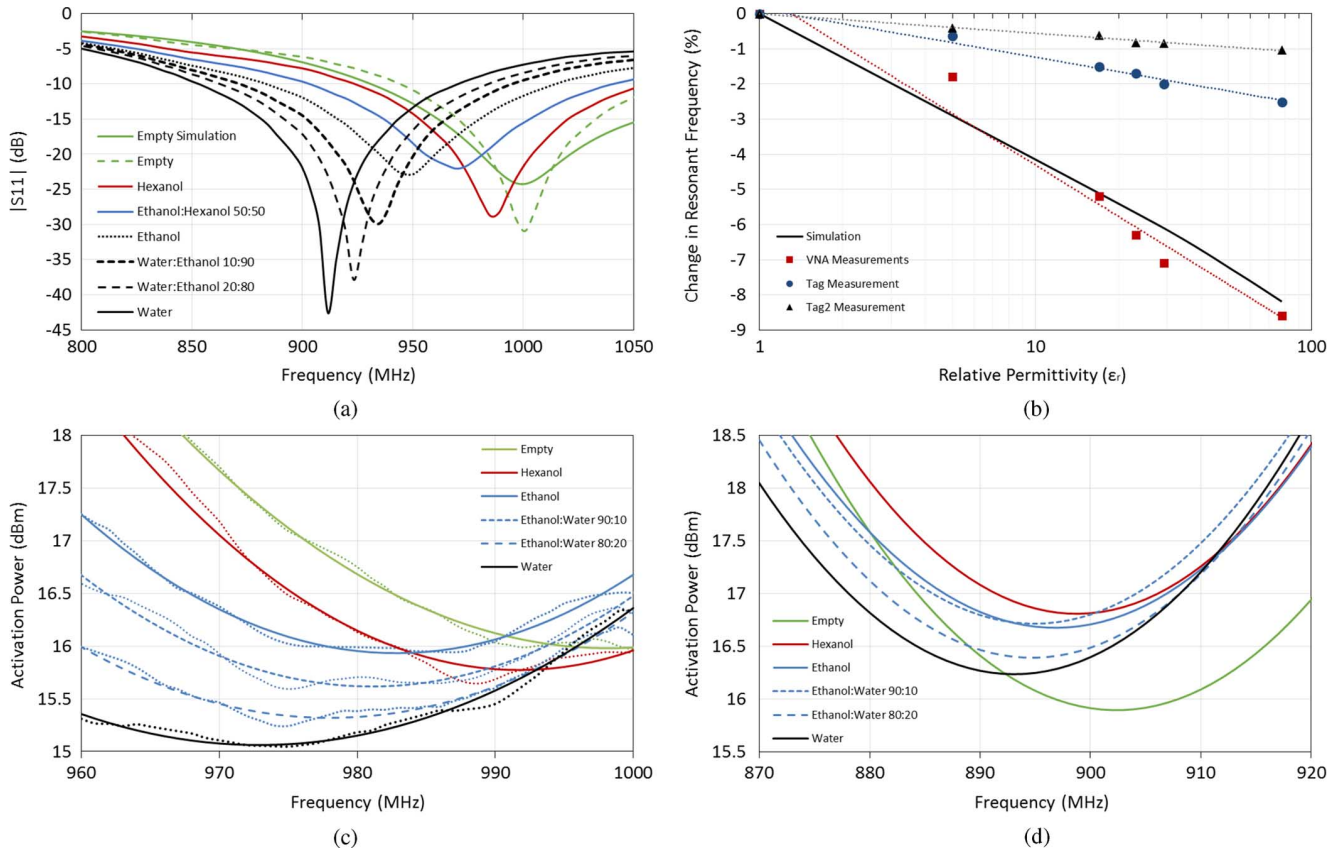 0
-5
-10
-15
-20
-25
-30
-35
-40
-45
|S11| (dB)
Empty Simulation
Empty
Hexanol
Ethanol:Hexanol 50:50
Ethanol
Water:Ethanol 10:90
Water:Ethanol 20:80
Water
800
850
900
950
1000
1050
Frequency (MHz)
(a)
0
-1
-2
-3
-4
-5
-6
-7
-8
-9
Change in Resonant Frequency (%)
Simulation
VNA Measurements
Tag Measurement
Tag2 Measurement
1
10
100
Relative Permittivity (εr)
(b)
18
17.5
17
16.5
16
15.5
15
Activation Power (dBm)
Empty
Hexanol
Ethanol
Ethanol:Water 90:10
Ethanol:Water 80:20
Water
960
970
980
990
1000
Frequency (MHz)
(c)
18.5
18
17.5
17
16.5
16
15.5
Activation Power (dBm)
Empty
Hexanol
Ethanol
Ethanol:Water 90:10
Ethanol:Water 80:20
Water
870
880
890
900
910
920
Frequency (MHz)
(d)